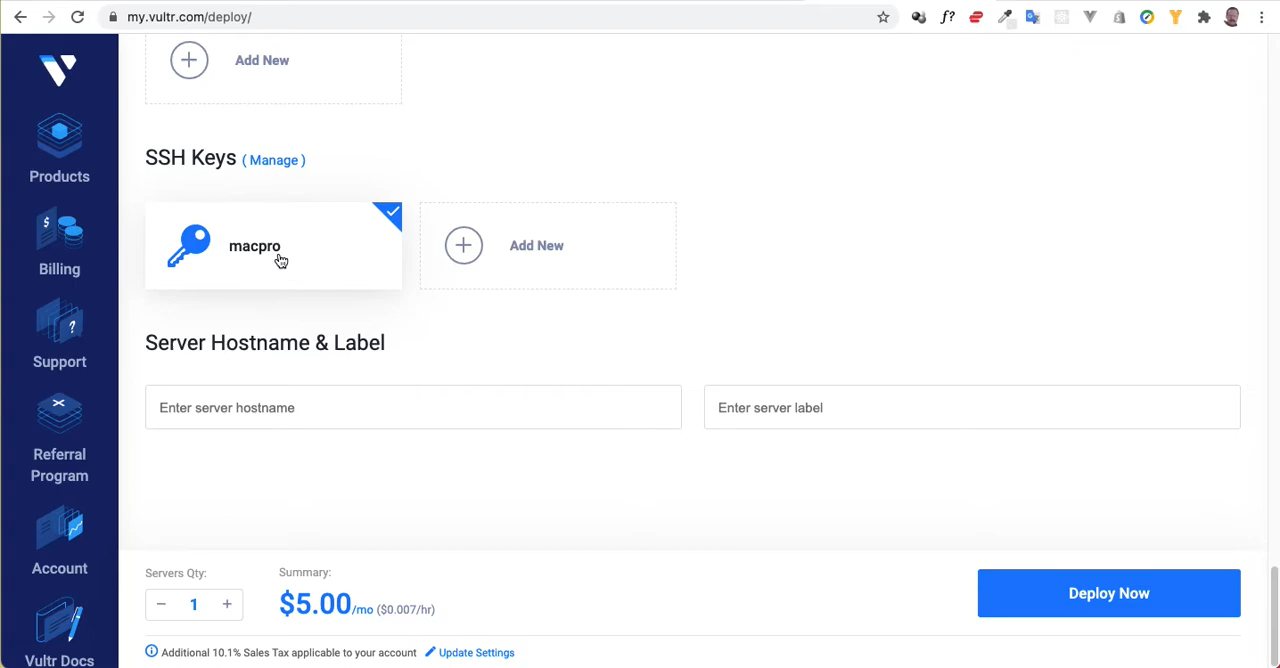 my.vultr.com/deploy/
f?
Products
Billing
Support
Referral
Program
Account
Vultr Docs
Add New
SSH Keys ( Manage )
macpro
Add New
Server Hostname & Label
Enter server hostname
Enter server label
Servers Qty:
− 1 +
Summary:
$5.00/mo ($0.007/hr)
Deploy Now
Additional 10.1% Sales Tax applicable to your account Update Settings